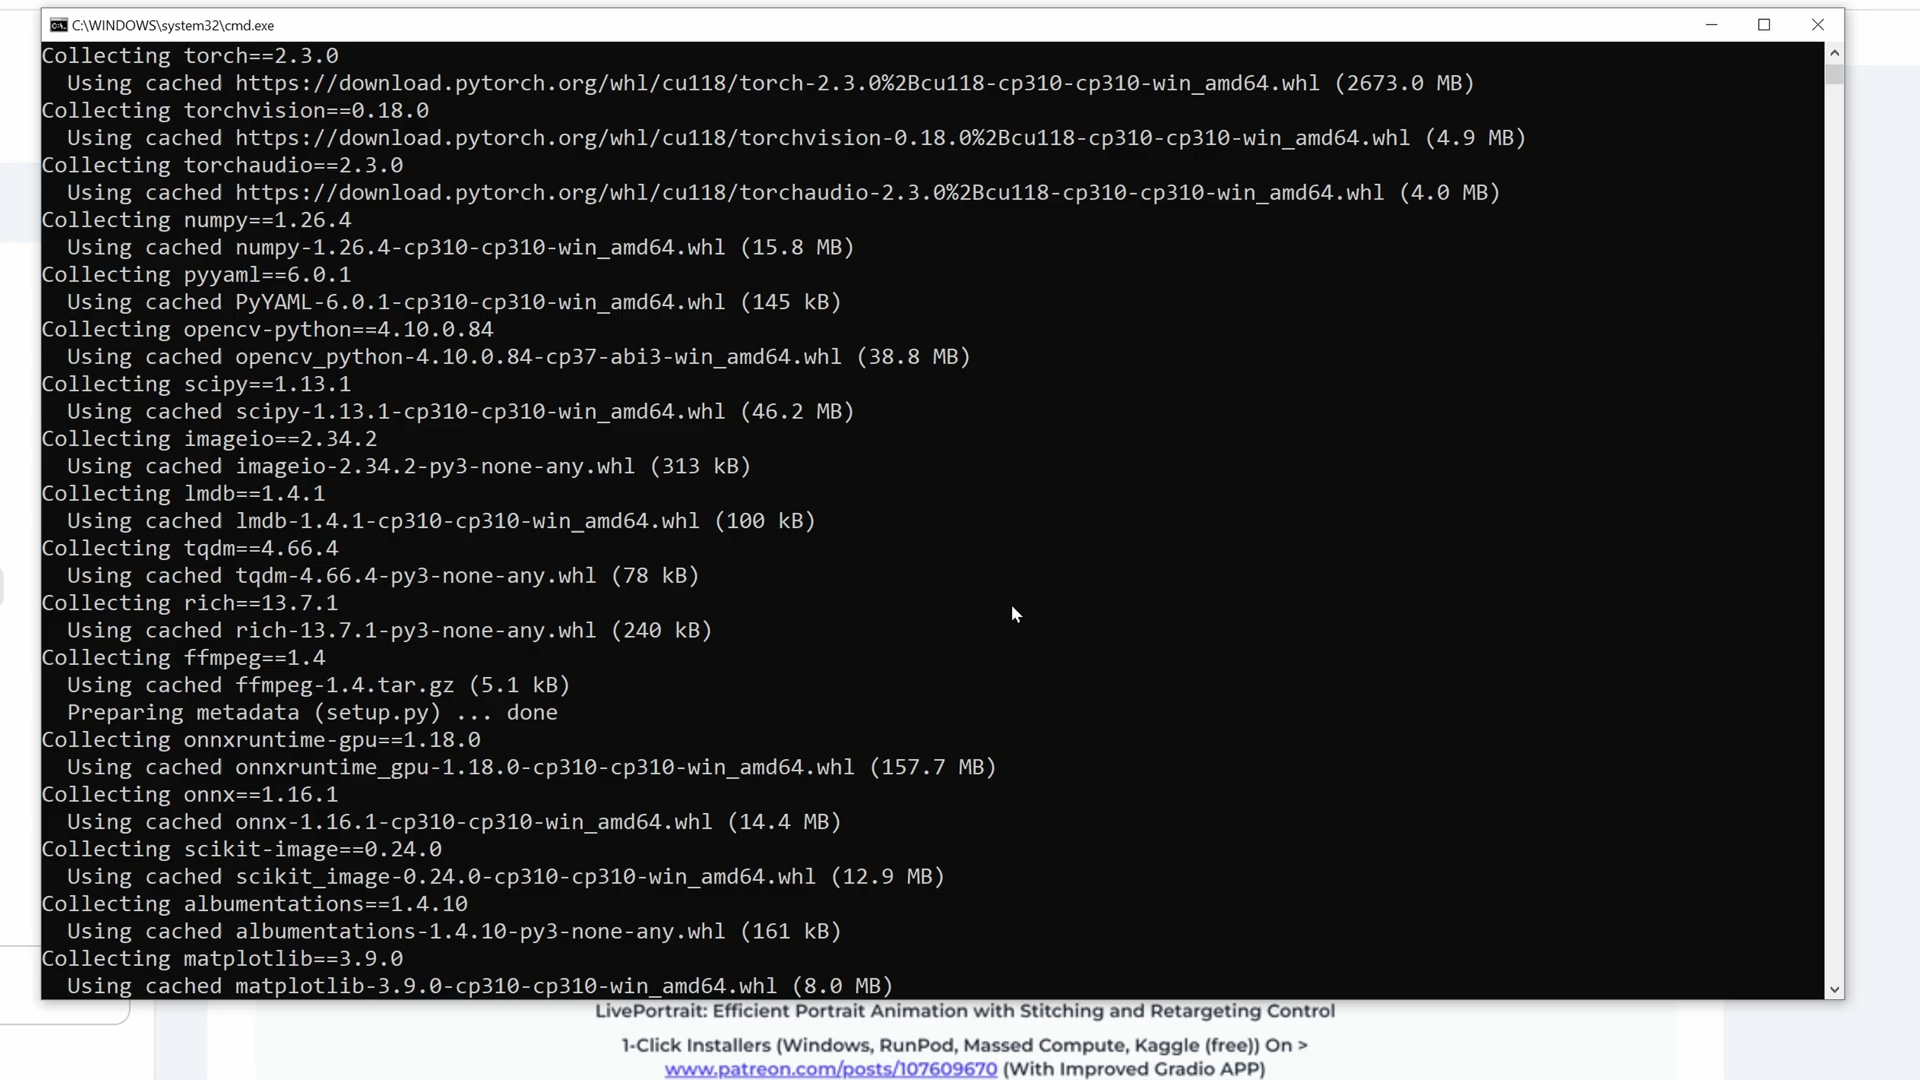 C:\WINDOWS\system32\cmd.exe
Collecting torch==2.3.0
Using cached https://download.pytorch.org/whl/cu118/torch-2.3.0%2Bcu118-cp310-cp310-win_amd64.whl (2673.0 MB)
Collecting torchvision==0.18.0
Using cached https://download.pytorch.org/whl/cu118/torchvision-0.18.0%2Bcu118-cp310-cp310-win_amd64.whl (4.9 MB)
Collecting torchaudio==2.3.0
Using cached https://download.pytorch.org/whl/cu118/torchaudio-2.3.0%2Bcu118-cp310-cp310-win_amd64.whl (4.0 MB)
Collecting numpy==1.26.4
Using cached numpy-1.26.4-cp310-cp310-win_amd64.whl (15.8 MB)
Collecting pyyaml==6.0.1
Using cached PyYAML-6.0.1-cp310-cp310-win_amd64.whl (145 kB)
Collecting opencv-python==4.10.0.84
Using cached opencv_python-4.10.0.84-cp37-abi3-win_amd64.whl (38.8 MB)
Collecting scipy==1.13.1
Using cached scipy-1.13.1-cp310-cp310-win_amd64.whl (46.2 MB)
Collecting imageio==2.34.2
Using cached imageio-2.34.2-py3-none-any.whl (313 kB)
Collecting lmdb==1.4.1
Using cached lmdb-1.4.1-cp310-cp310-win_amd64.whl (100 kB)
Collecting tqdm==4.66.4
Using cached tqdm-4.66.4-py3-none-any.whl (78 kB)
Collecting rich==13.7.1
Using cached rich-13.7.1-py3-none-any.whl (240 kB)
Collecting ffmpeg==1.4
Using cached ffmpeg-1.4.tar.gz (5.1 kB)
Preparing metadata (setup.py) ... done
Collecting onnxruntime-gpu==1.18.0
Using cached onnxruntime_gpu-1.18.0-cp310-cp310-win_amd64.whl (157.7 MB)
Collecting onnx==1.16.1
Using cached onnx-1.16.1-cp310-cp310-win_amd64.whl (14.4 MB)
Collecting scikit-image==0.24.0
Using cached scikit_image-0.24.0-cp310-cp310-win_amd64.whl (12.9 MB)
Collecting albumentations==1.4.10
Using cached albumentations-1.4.10-py3-none-any.whl (161 kB)
Collecting matplotlib==3.9.0
Using cached matplotlib-3.9.0-cp310-cp310-win_amd64.whl (8.0 MB)
LivePortrait: Efficient Portrait Animation with Stitching and Retargeting Control
1-Click Installers (Windows, RunPod, Massed Compute, Kaggle (free)) On >
www.patreon.com/posts/107609670 (With Improved Gradio APP)